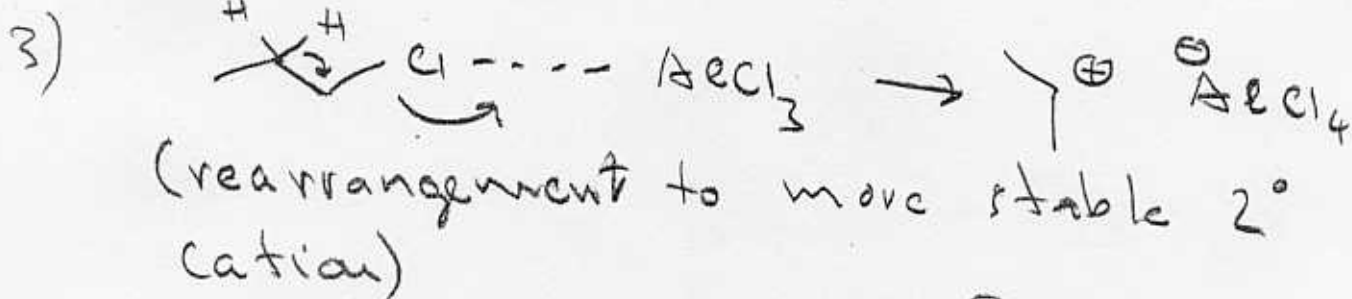 3) H H Cl ---- AlCl₃ → ⊕ ⊖AlCl₄
(rearrangement to more stable 2°
cation)